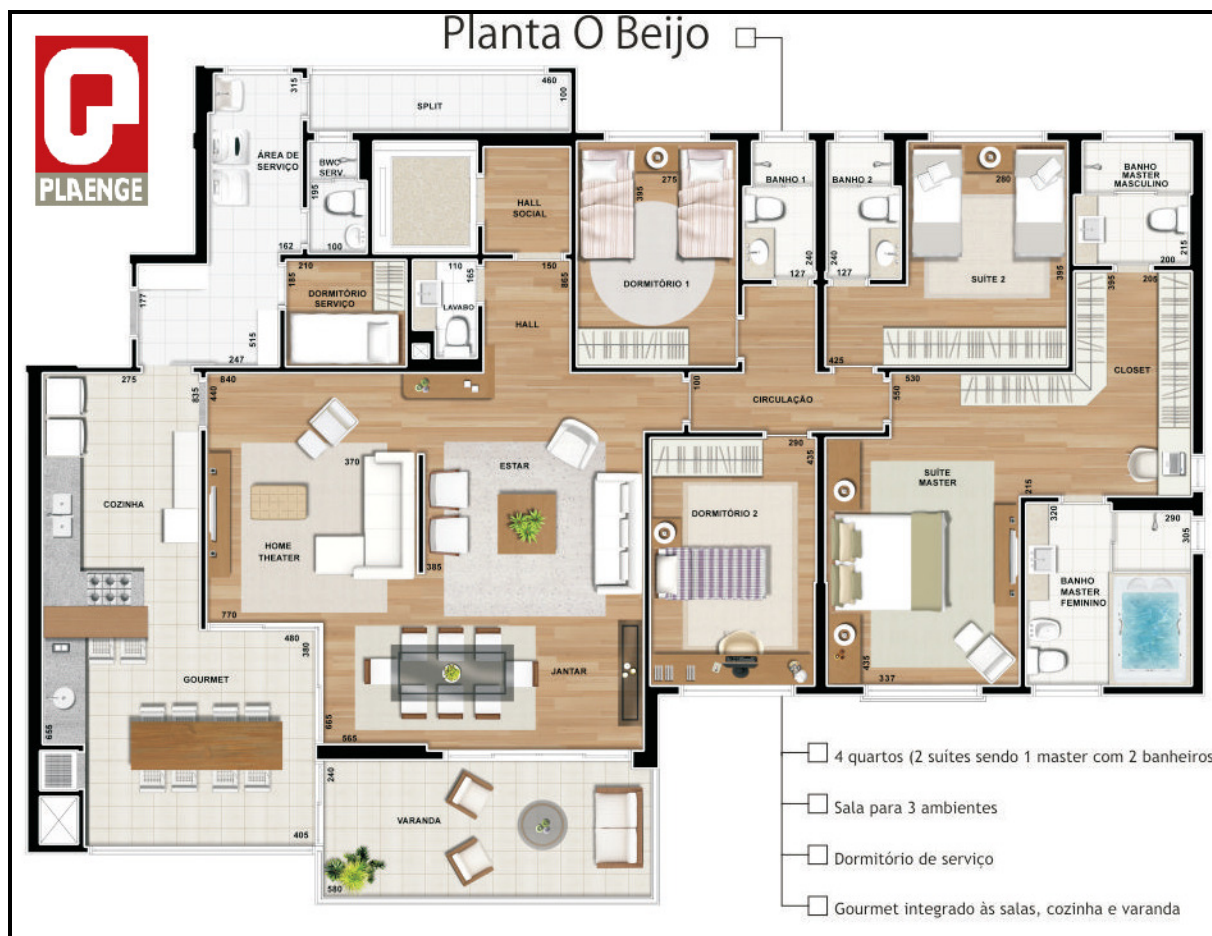 Planta O Beijo
PLAENGE
315
460
100
SPLIT
ÁREA DE
SERVIÇO
BWC
SERV.
195
100
162
HALL
SOCIAL
275
395
DORMITÓRIO 1
BANHO 1
240
127
BANHO 2
240
127
280
SUÍTE 2
395
BANHO
MASTER
MASCULINO
215
200
210
185
DORMITÓRIO
SERVIÇO
110
165
LAVABO
150
865
HALL
177
515
247
395
205
CLOSET
275
835
840
440
100
CIRCULAÇÃO
425
530
550
290
435
370
ESTAR
COZINHA
HOME
THEATER
385
DORMITÓRIO 2
SUÍTE
MASTER
215
320
290
305
BANHO
MASTER
FEMININO
770
480
380
GOURMET
JANTAR
435
337
655
665
565
240
VARANDA
405
580
4 quartos (2 suítes sendo 1 master com 2 banheiros
Sala para 3 ambientes
Dormitório de serviço
Gourmet integrado às salas, cozinha e varanda